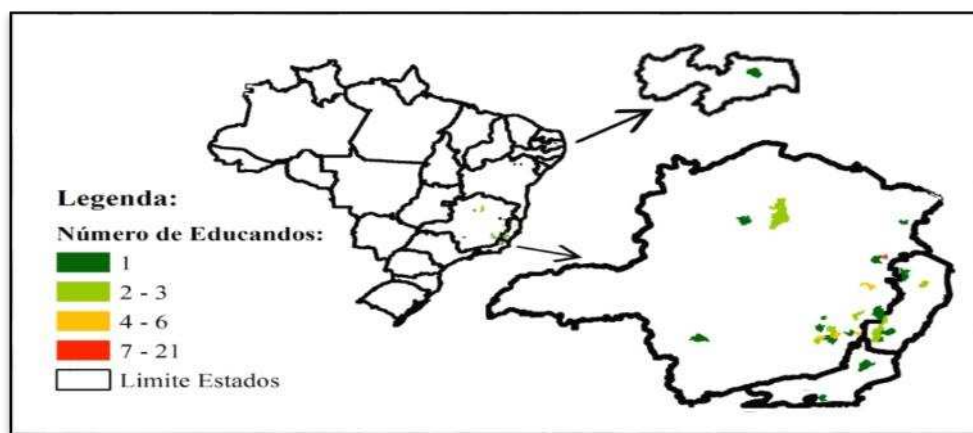 Legenda:
Número de Educandos:
1
2 - 3
4 - 6
7 - 21
Limite Estados